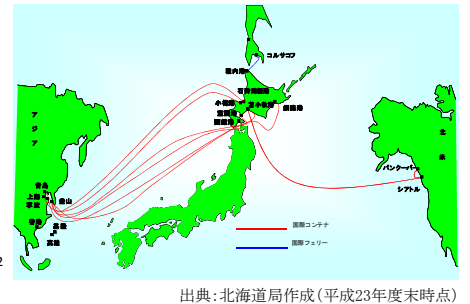 コルサコフ
稚内港
石狩湾新港
小樽港
苫小牧港
釧路港
室蘭港
函館港
アジア
北米
バンクーバー
シアトル
青島
上海
釜山
寧波
香港
基隆
高雄
国際コンテナ
国際フェリー
2
出典:北海道局作成(平成23年度末時点)